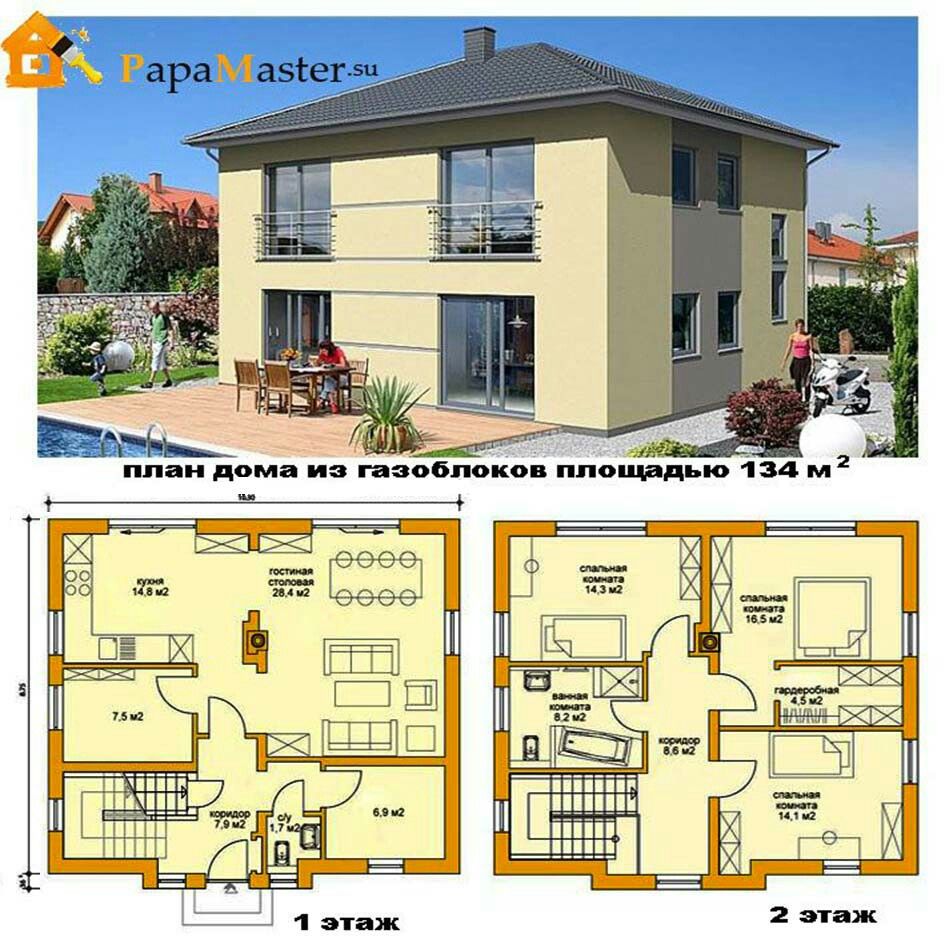 PapaMaster.su
план дома из газоблоков площадью 134 м²
8.75
кухня
14,8 м2
гостиная
столовая
28,4 м2
7,5 м2
коридор
7,9 м2
с/у
1,7 м2
6,9 м2
1 этаж
спальная
комната
14,3 м2
спальная
комната
16,5 м2
гардеробная
4,5 м2
ванная
комната
8,2 м2
коридор
8,6 м2
спальная
комната
14,1 м2
2 этаж